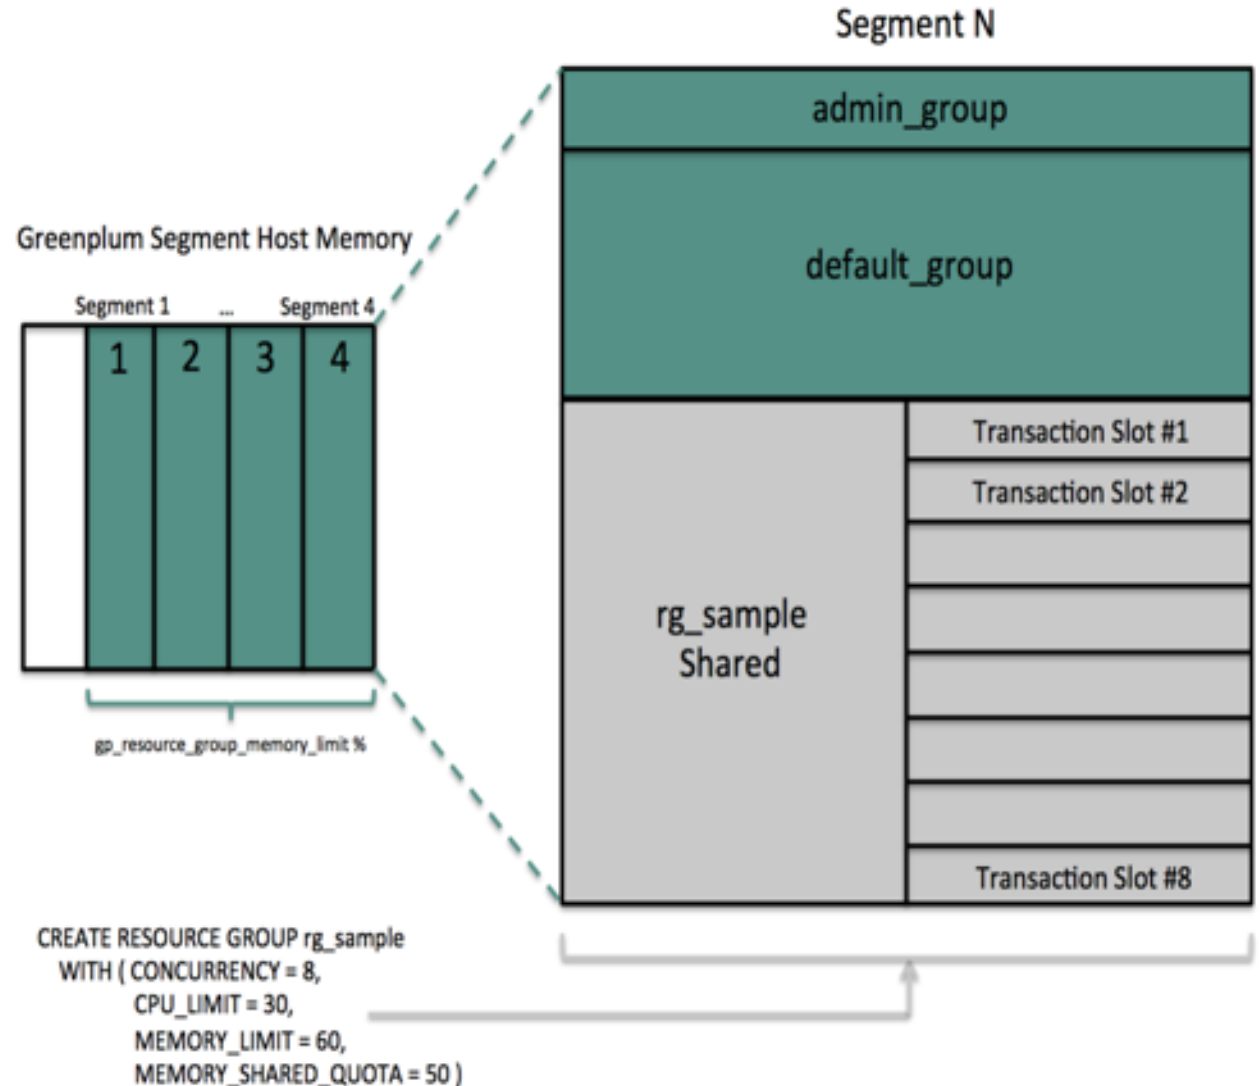 Segment N
admin_group
default_group
Greenplum Segment Host Memory
Segment 1 ... Segment 4
1 2 3 4
Transaction Slot #1
Transaction Slot #2
rg_sample
Shared
Transaction Slot #8
gp_resource_group_memory_limit %
CREATE RESOURCE GROUP rg_sample
WITH ( CONCURRENCY = 8,
CPU_LIMIT = 30,
MEMORY_LIMIT = 60,
MEMORY_SHARED_QUOTA = 50 )